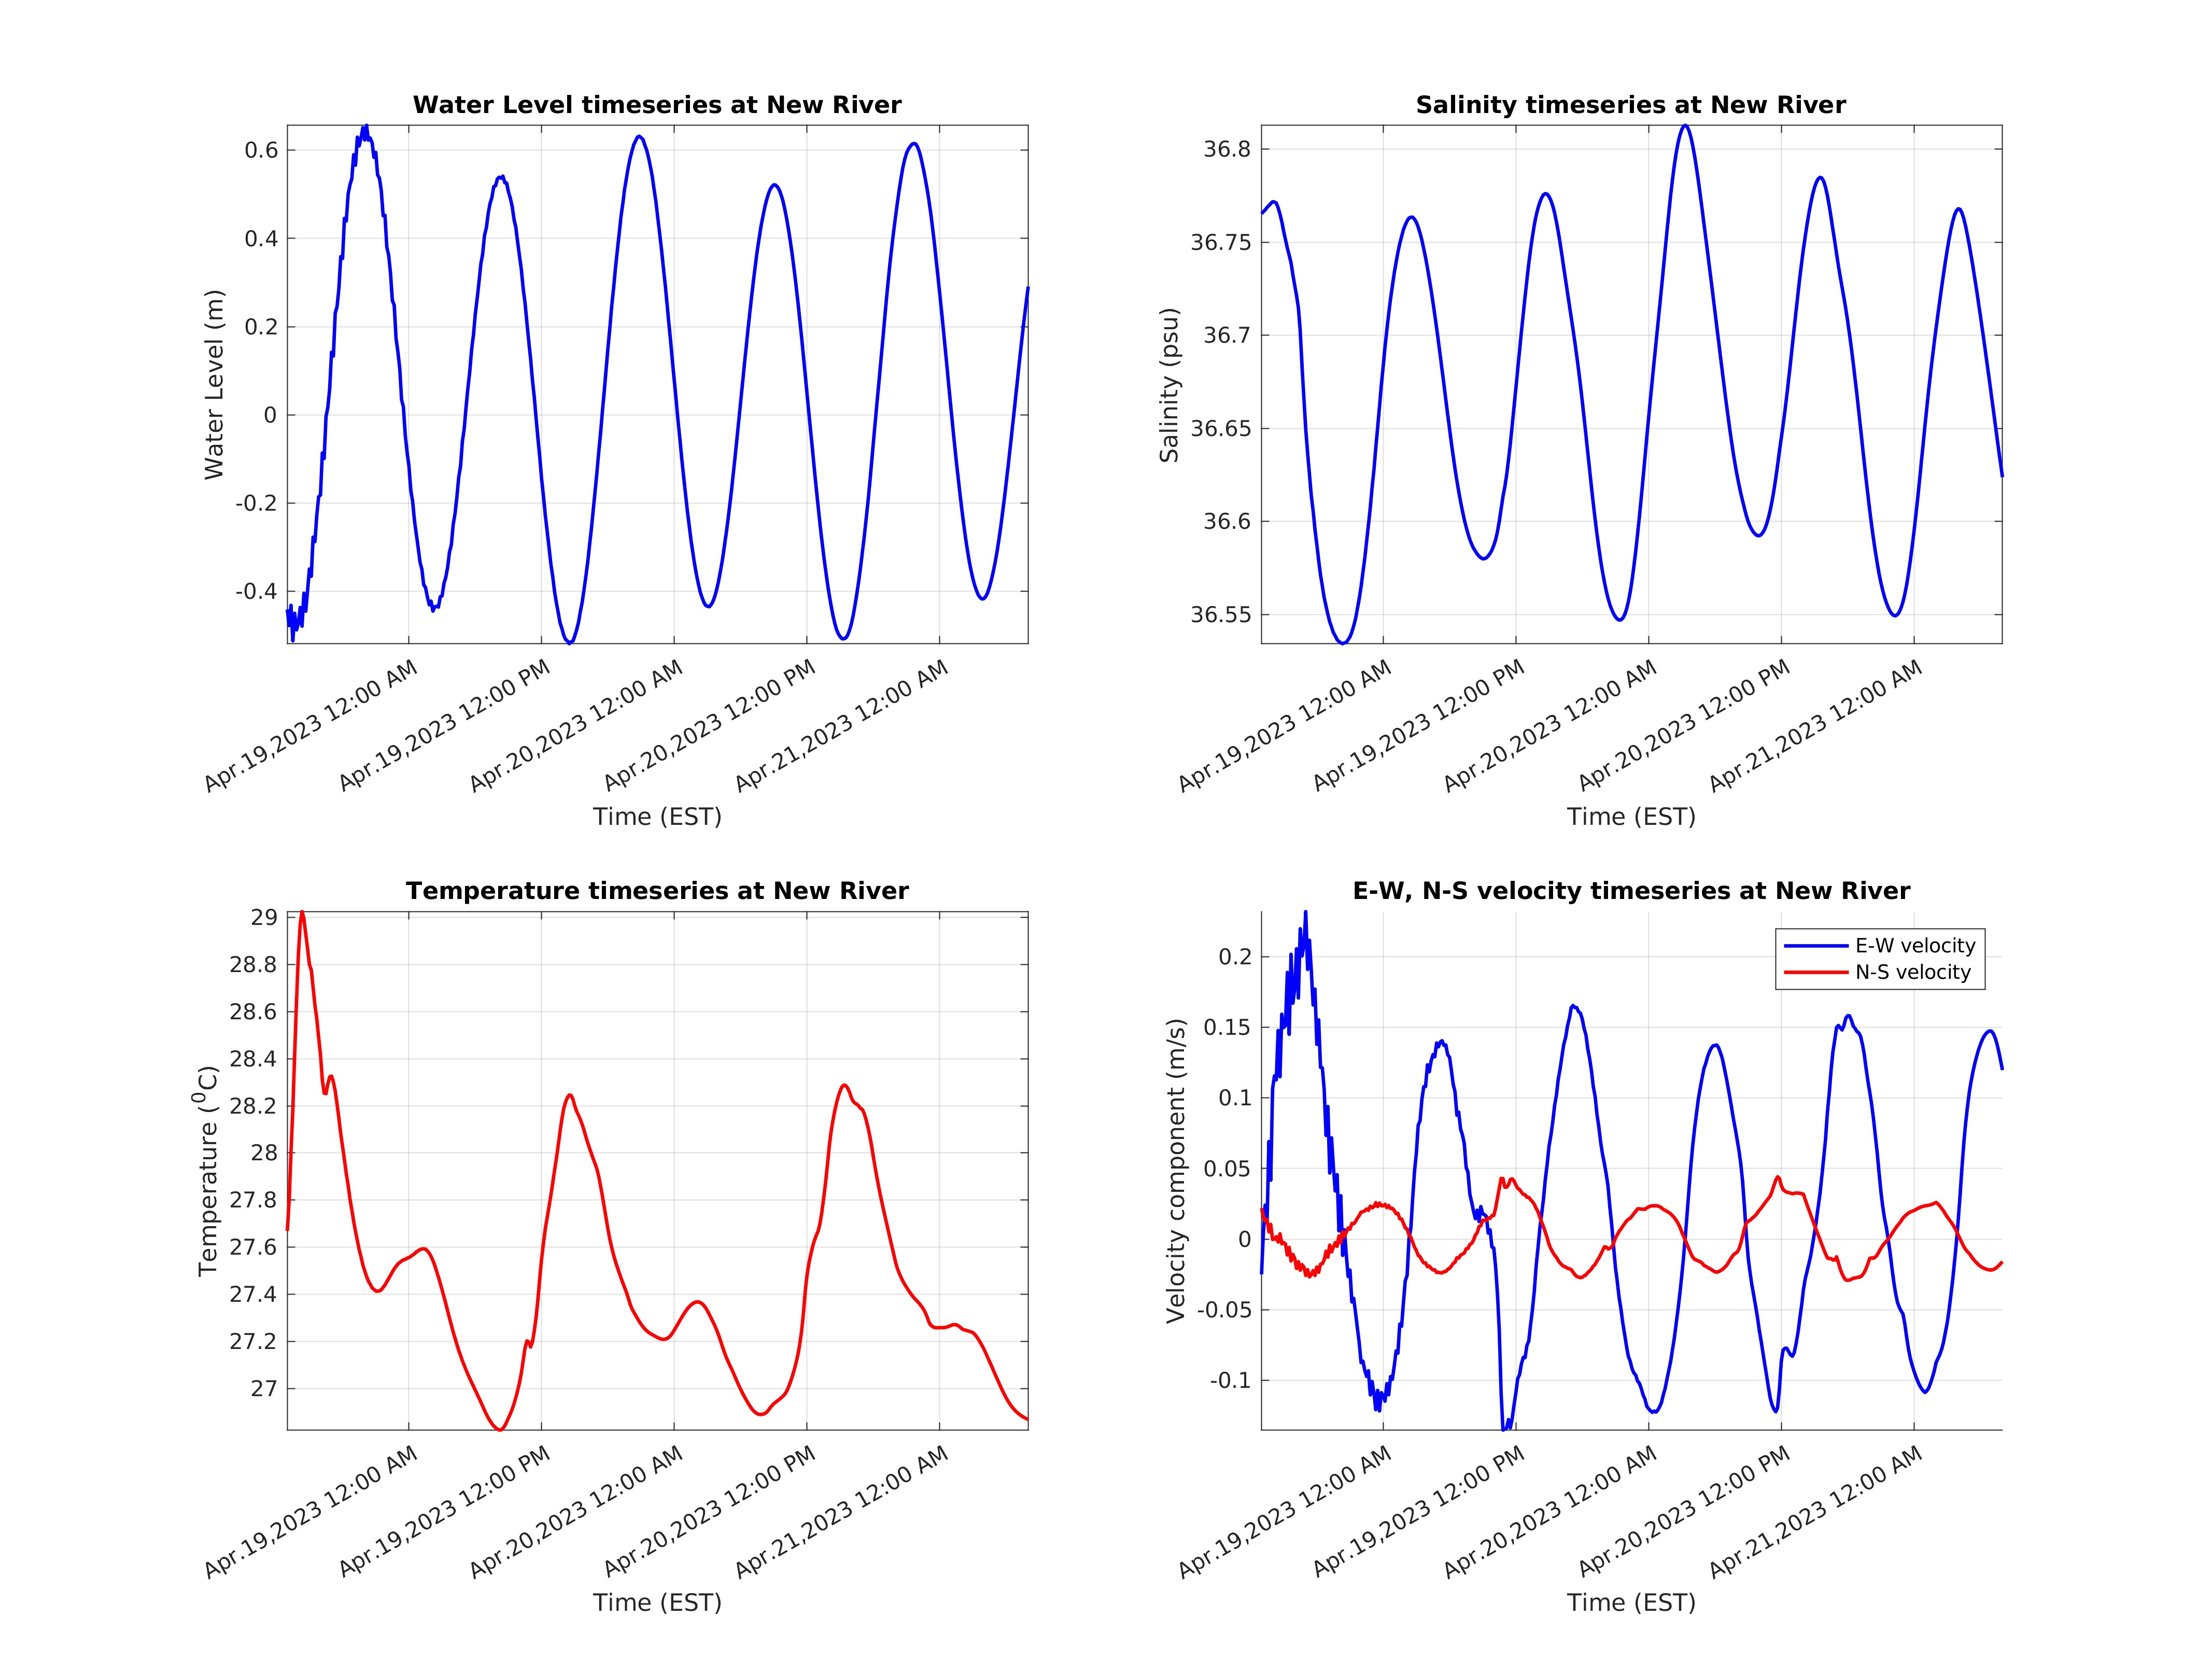 Water Level timeseries at New River
Water Level (m)
0.6
0.4
0.2
0
-0.2
-0.4
Apr.19,2023 12:00 AM
Apr.19,2023 12:00 PM
Apr.20,2023 12:00 AM
Apr.20,2023 12:00 PM
Apr.21,2023 12:00 AM
Time (EST)
Salinity timeseries at New River
Salinity (psu)
36.8
36.75
36.7
36.65
36.6
36.55
Apr.19,2023 12:00 AM
Apr.19,2023 12:00 PM
Apr.20,2023 12:00 AM
Apr.20,2023 12:00 PM
Apr.21,2023 12:00 AM
Time (EST)
Temperature timeseries at New River
Temperature (⁰C)
29
28.8
28.6
28.4
28.2
28
27.8
27.6
27.4
27.2
27
Apr.19,2023 12:00 AM
Apr.19,2023 12:00 PM
Apr.20,2023 12:00 AM
Apr.20,2023 12:00 PM
Apr.21,2023 12:00 AM
Time (EST)
E-W, N-S velocity timeseries at New River
Velocity component (m/s)
0.2
0.15
0.1
0.05
0
-0.05
-0.1
E-W velocity
N-S velocity
Apr.19,2023 12:00 AM
Apr.19,2023 12:00 PM
Apr.20,2023 12:00 AM
Apr.20,2023 12:00 PM
Apr.21,2023 12:00 AM
Time (EST)